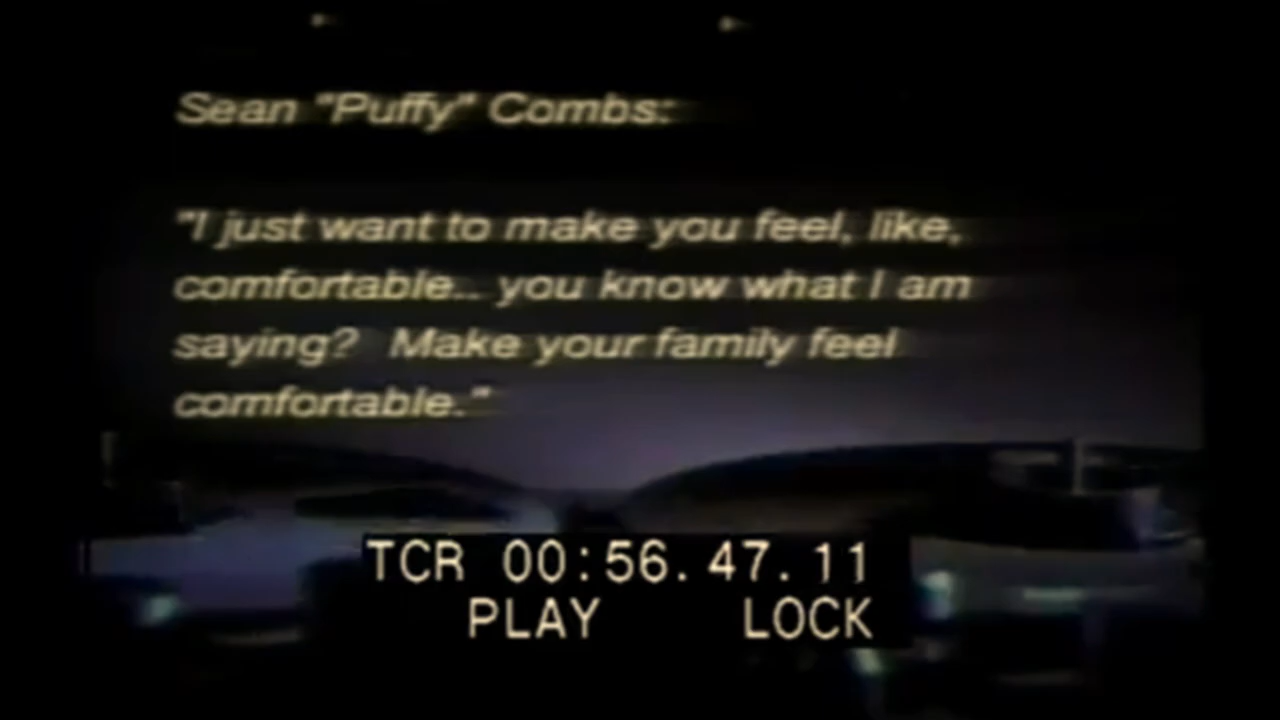 Sean "Puffy" Combs:
"I just want to make you feel, like,
comfortable.. you know what I am
saying? Make your family feel
comfortable."
TCR 00:56.47.11
PLAY LOCK